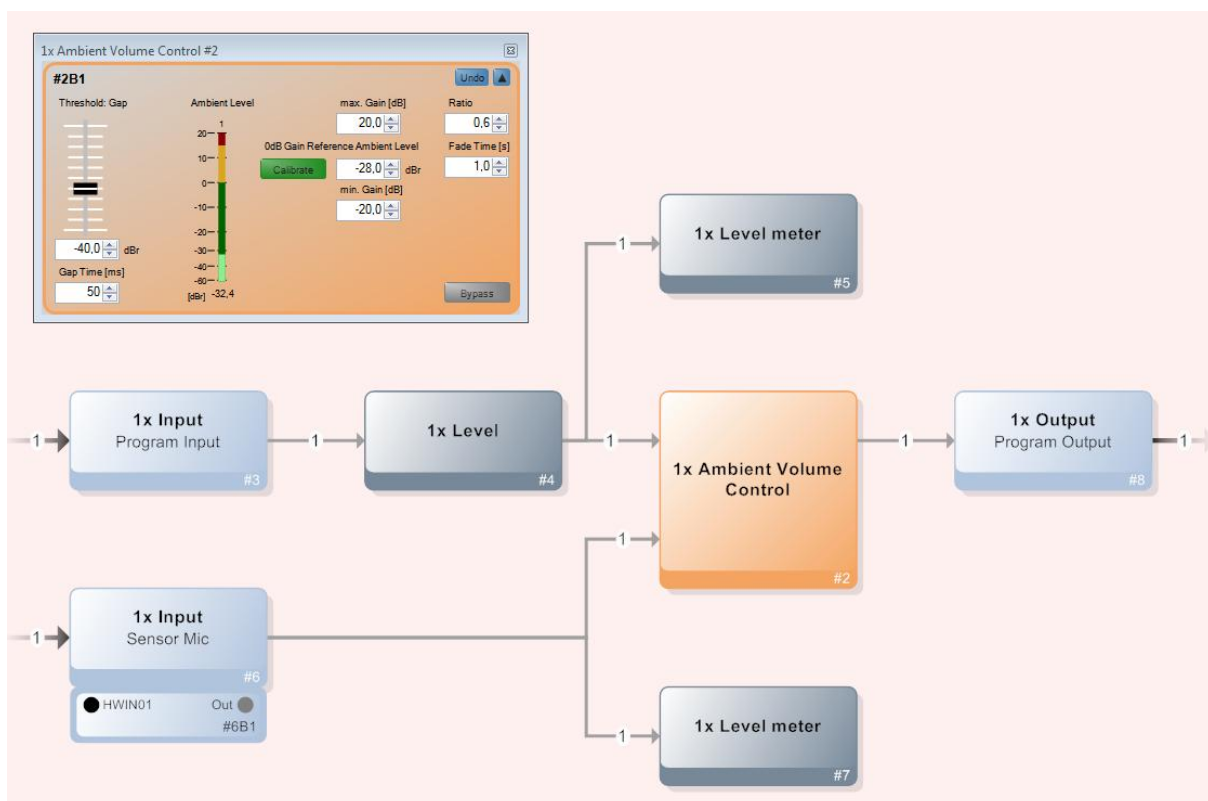 1x Ambient Volume Control #2
#2B1
Undo
Threshold: Gap
Ambient Level
max. Gain [dB]
Ratio
1
20
20,0
0,6
0dB Gain Reference Ambient Level
Fade Time [s]
10
Calibrate
-28,0
dBr
1,0
0
min. Gain [dB]
-10
-20,0
-20
-40,0
dBr
-30
Gap Time [ms]
-40
-60
50
[dBr]
-32,4
Bypass
1
1x Level meter
#5
1
1x Input
Program Input
#3
1
1x Level
#4
1
1x Ambient Volume
Control
#2
1
1x Output
Program Output
#8
1
1
1
1x Input
Sensor Mic
#6
HWIN01
Out
#6B1
1
1x Level meter
#7